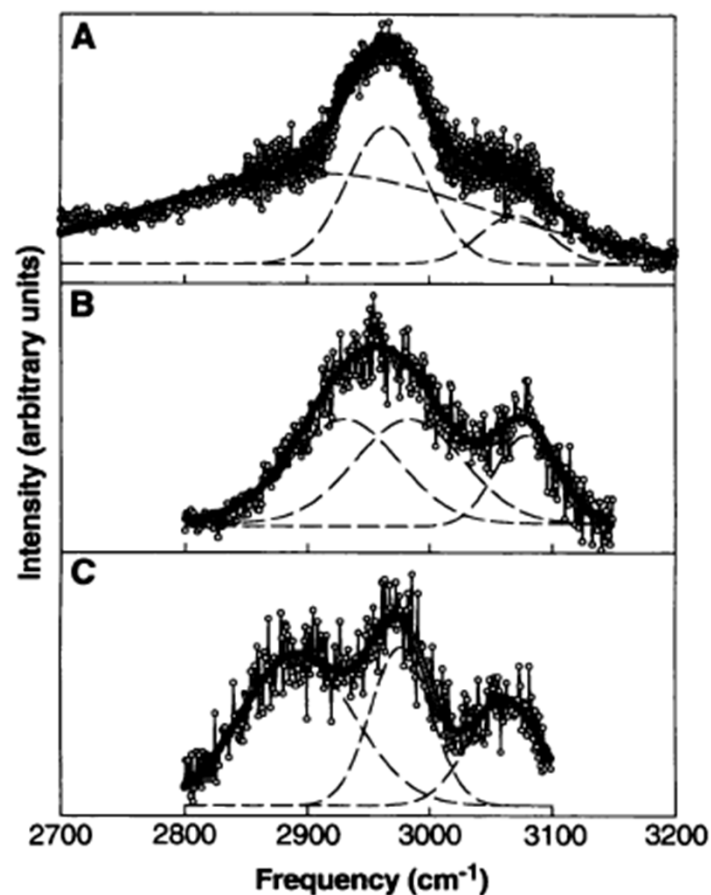 A
B
C
Intensity (arbitrary units)
2700 2800 2900 3000 3100 3200
Frequency (cm-1)